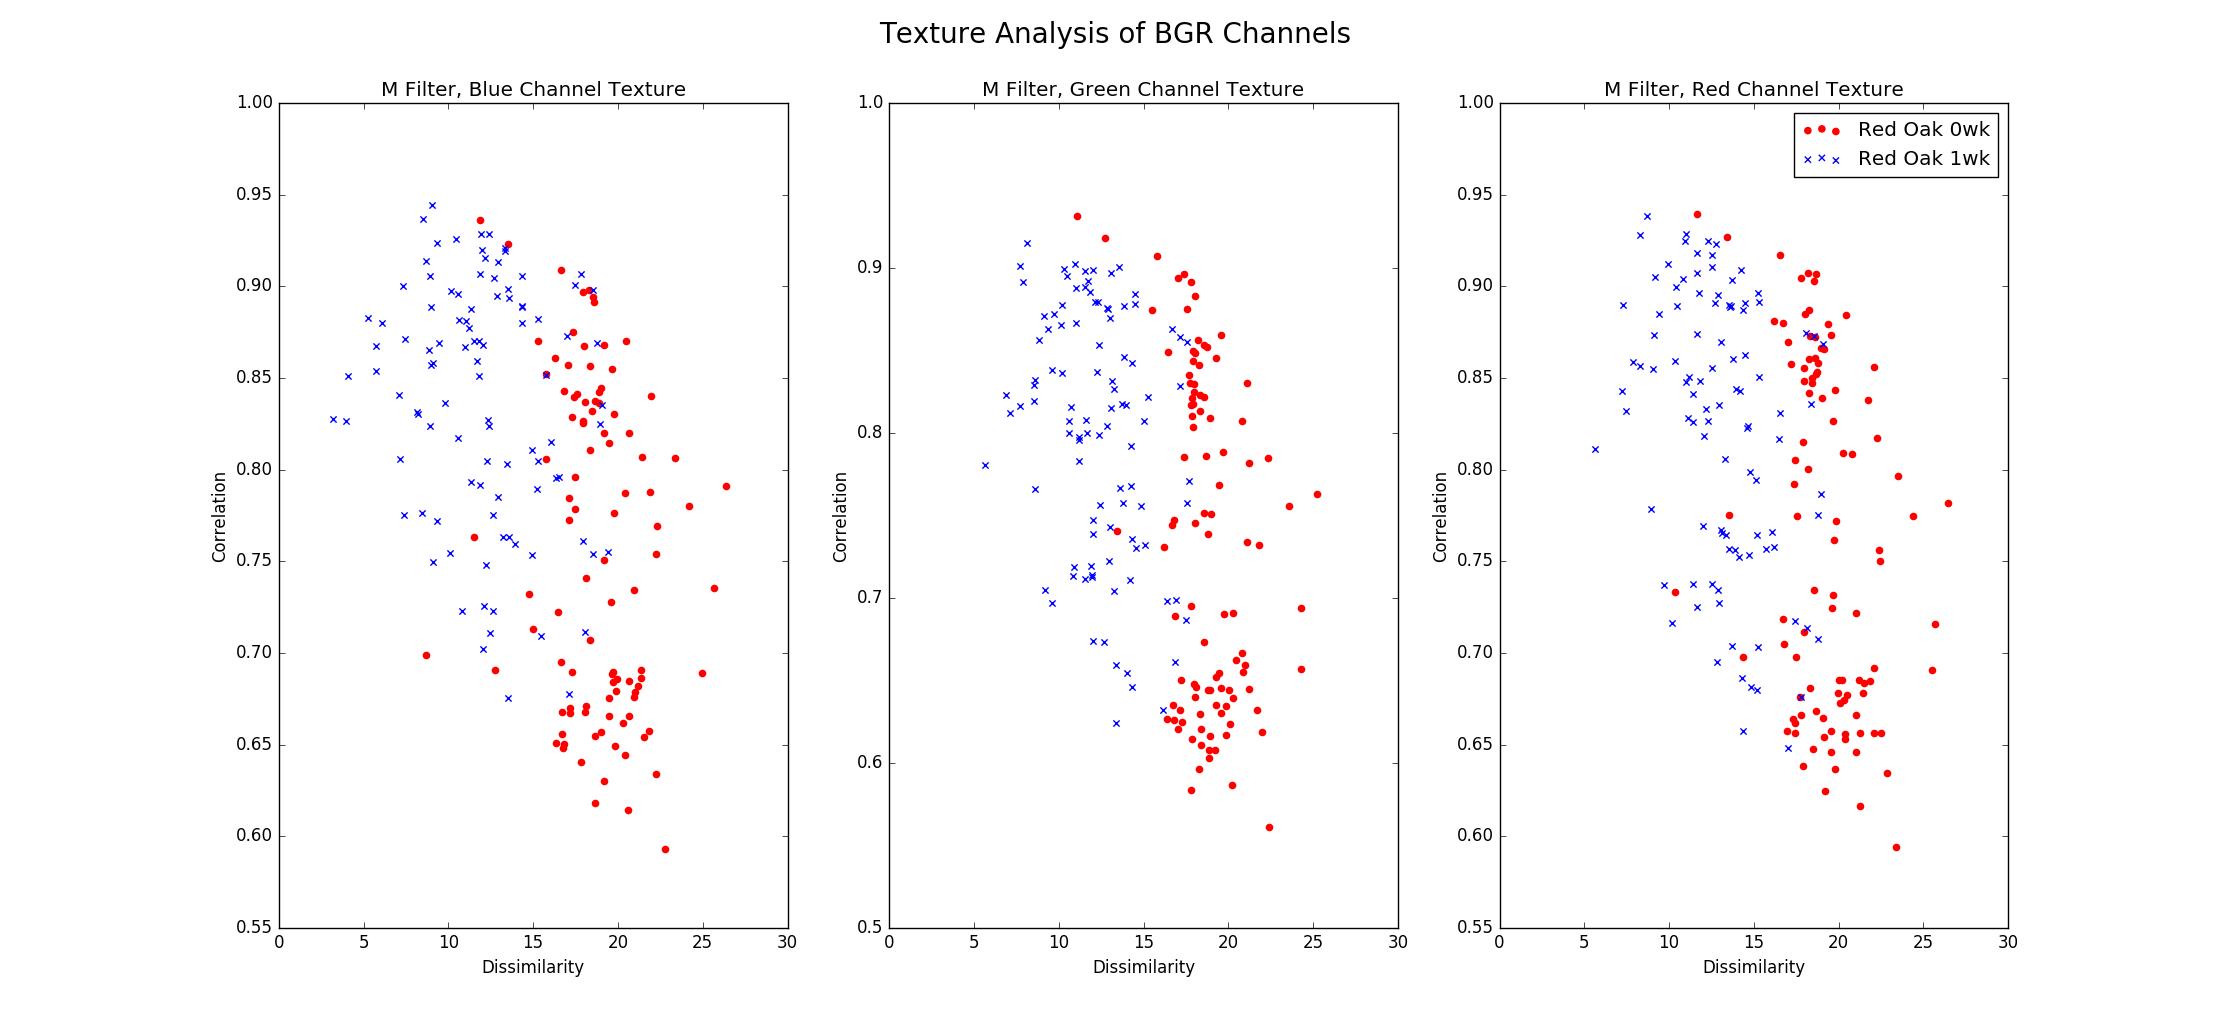 Texture Analysis of BGR Channels
M Filter, Blue Channel Texture
1.00
0.95
0.90
0.85
0.80
0.75
0.70
0.65
0.60
0.55
Correlation
0 5 10 15 20 25 30
Dissimilarity
M Filter, Green Channel Texture
1.0
0.9
0.8
0.7
0.6
0.5
Correlation
0 5 10 15 20 25 30
Dissimilarity
M Filter, Red Channel Texture
Red Oak 0wk
Red Oak 1wk
1.00
0.95
0.90
0.85
0.80
0.75
0.70
0.65
0.60
0.55
Correlation
0 5 10 15 20 25 30
Dissimilarity